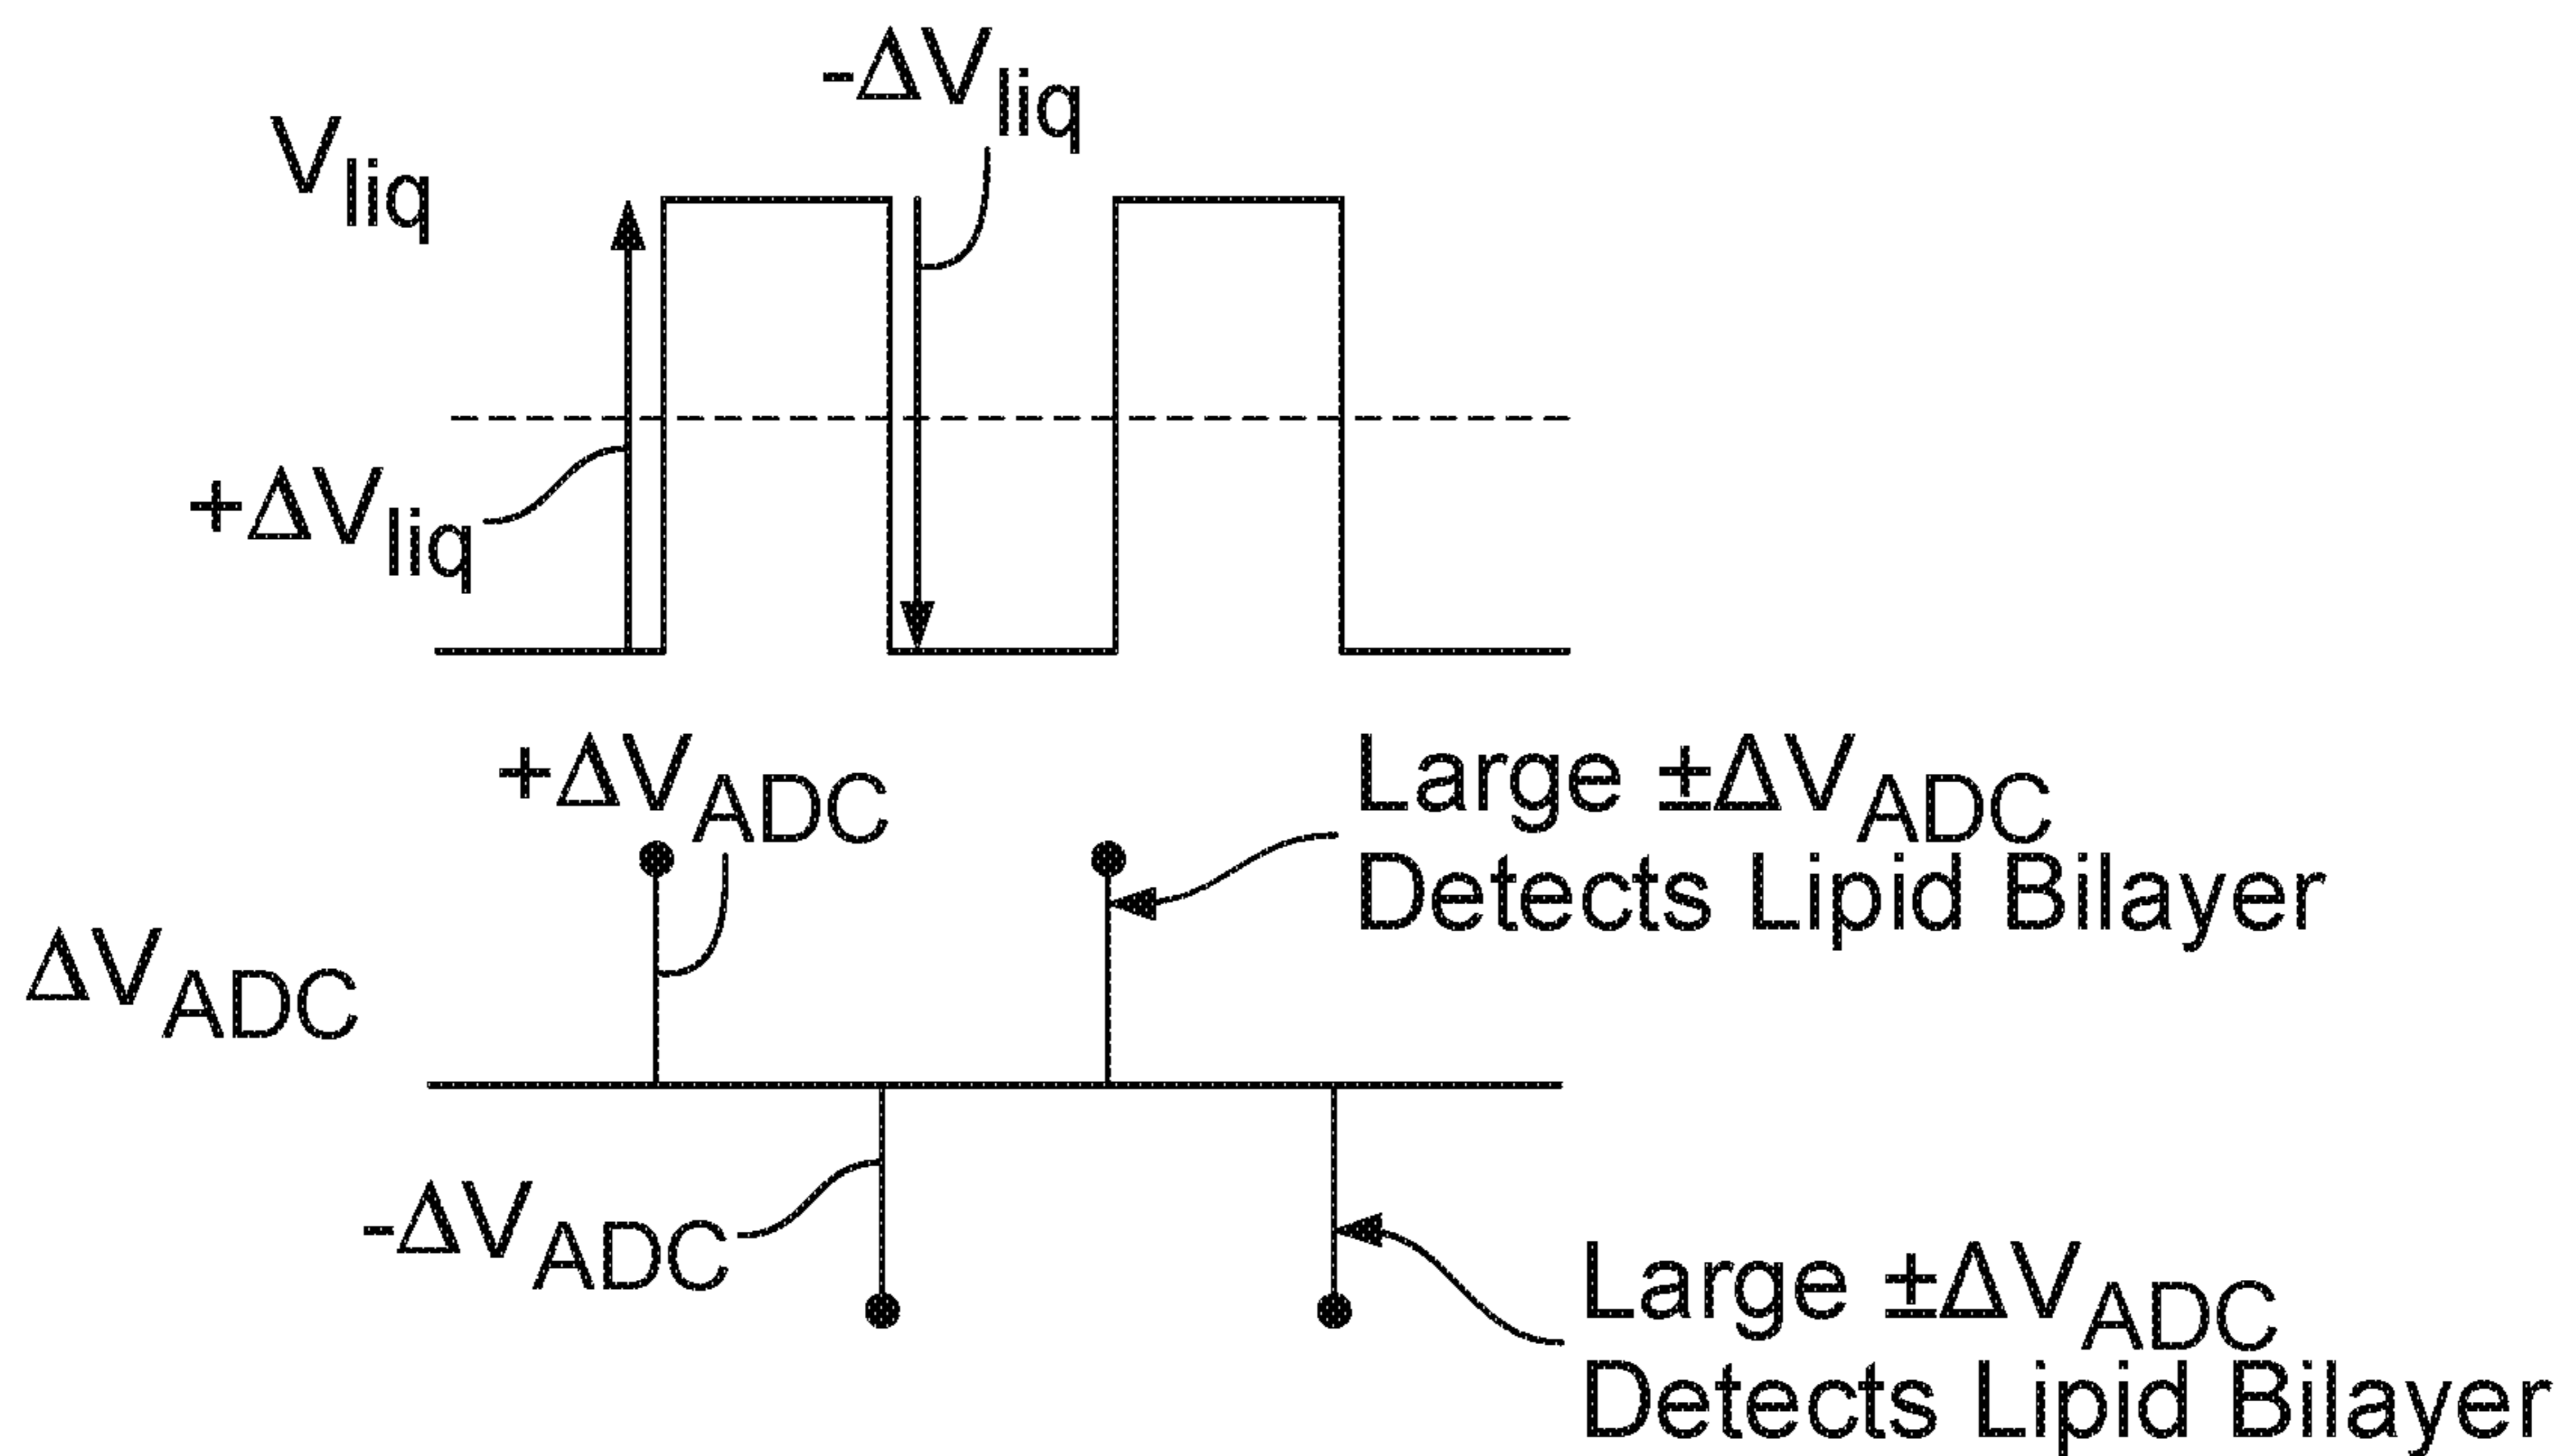 -ΔVliq
Vliq
+ΔVliq
+ΔVADC
Large ±ΔVADC
Detects Lipid Bilayer
ΔVADC
-ΔVADC
Large ±ΔVADC
Detects Lipid Bilayer